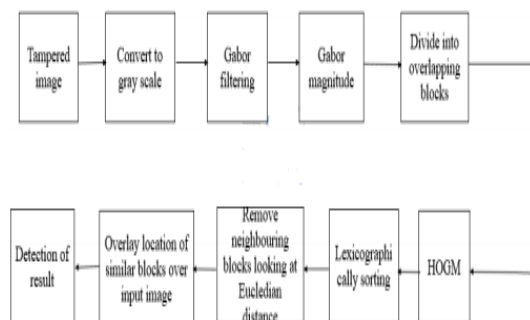 Tampered
image
Convert to
gray scale
Gabor
filtering
Gabor
magnitude
Divide into
overlapping
blocks
Detection of
result
Overlay location of
similar blocks over
input image
Remove
neighbouring
blocks looking at
Eucledian
distance
Lexicographi
cally sorting
HOGM